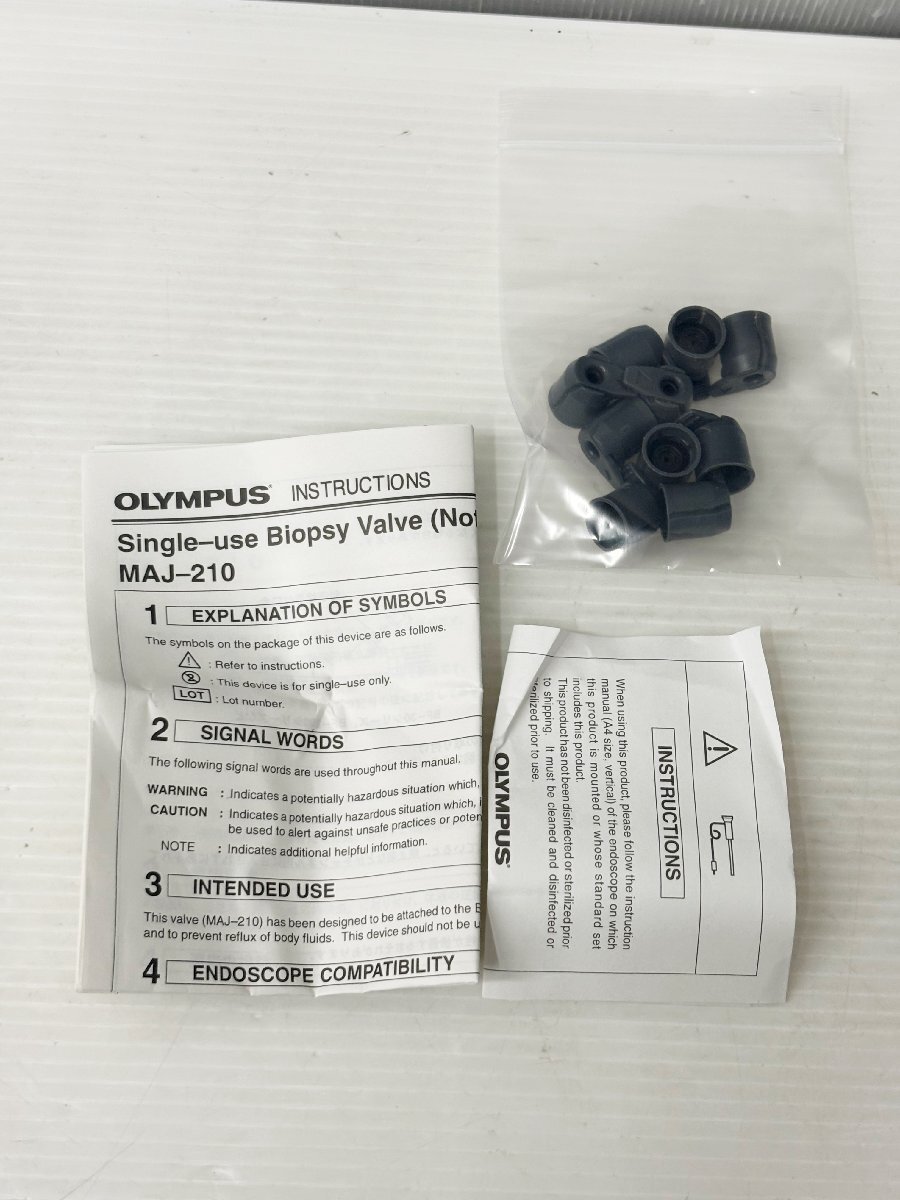 OLYMPUS® INSTRUCTIONS
Single–use Biopsy Valve
MAJ–210
1 EXPLANATION OF SYMBOLS
The symbols on the package of this device are as follows.
: Refer to instructions.
2 : This device is for single–use only.
LOT : Lot number.
2 SIGNAL WORDS
The following signal words are used throughout this manual.
WARNING : Indicates a potentially hazardous situation which,
CAUTION : Indicates a potentially hazardous situation which,
be used to alert against unsafe practices or
NOTE : Indicates additional helpful information.
3 INTENDED USE
This valve (MAJ–210) has been designed to be attached to the
and to prevent reflux of body fluids. This device should not be
4 ENDOSCOPE COMPATIBILITY
INSTRUCTIONS
When using this product, please follow the instruction
manual (A4 size, vertical) of the endoscope on which
this product is mounted or whose standard set
includes this product.
This product has not been disinfected or sterilized prior
to shipping. It must be cleaned and disinfected or
sterilized prior to use.
OLYMPUS®